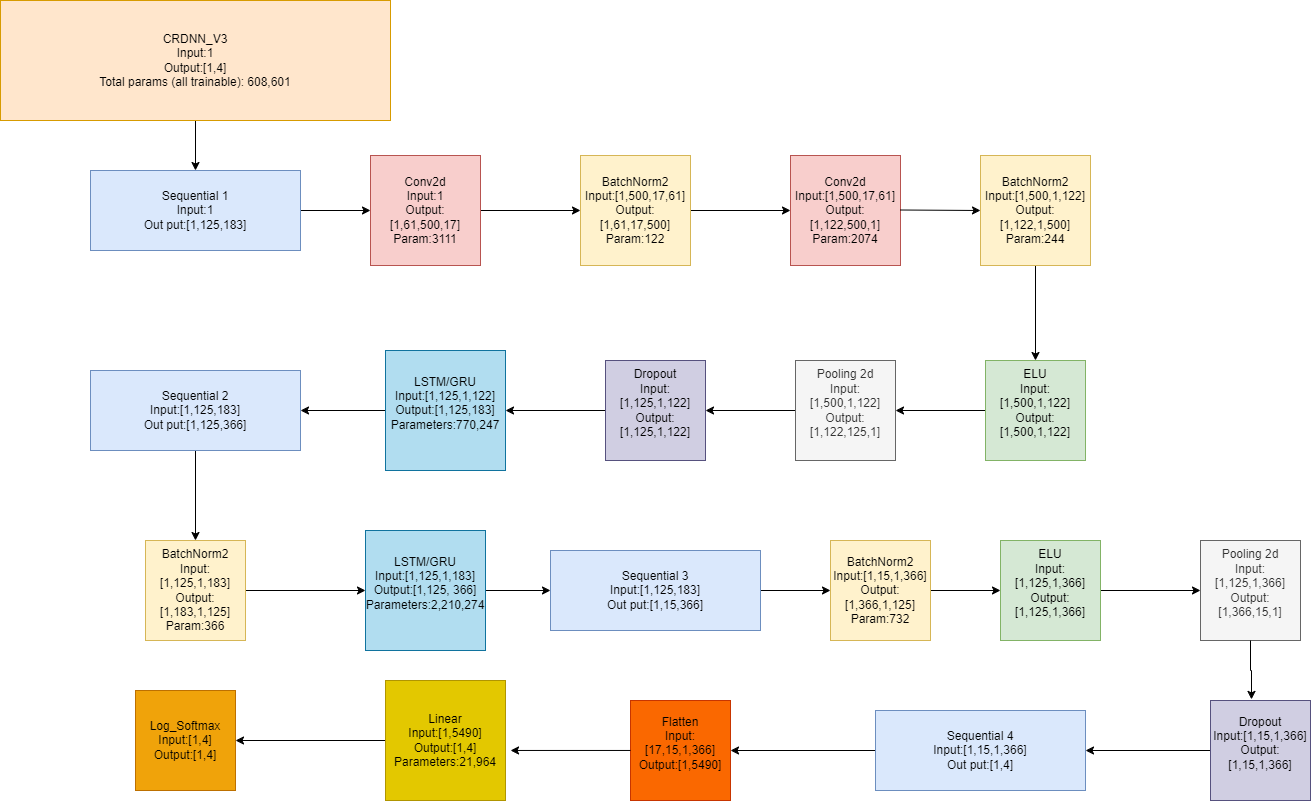 CRDNN_V3
Input:1
Output:[1,4]
Total params (all trainable): 608,601
Sequential 1
Input:1
Out put:[1,125,183]
Conv2d
Input:1
Output:
[1,61,500,17]
Param:3111
BatchNorm2
Input:[1,500,17,61]
Output:
[1,61,17,500]
Param:122
Conv2d
Input:[1,500,17,61]
Output:
[1,122,500,1]
Param:2074
BatchNorm2
Input:[1,500,1,122]
Output:
[1,122,1,500]
Param:244
ELU
Input:
[1,500,1,122]
Output:
[1,500,1,122]
Pooling 2d
Input:
[1,500,1,122]
Output:
[1,122,125,1]
Dropout
Input:
[1,125,1,122]
Output:
[1,125,1,122]
LSTM/GRU
Input:[1,125,1,122]
Output:[1,125,183]
Parameters:770,247
Sequential 2
Input:[1,125,183]
Out put:[1,125,366]
BatchNorm2
Input:
[1,125,1,183]
Output:
[1,183,1,125]
Param:366
LSTM/GRU
Input:[1,125,1,183]
Output:[1,125, 366]
Parameters:2,210,274
Sequential 3
Input:[1,125,183]
Out put:[1,15,366]
BatchNorm2
Input:[1,15,1,366]
Output:
[1,366,1,125]
Param:732
ELU
Input:
[1,125,1,366]
Output:
[1,125,1,366]
Pooling 2d
Input:
[1,125,1,366]
Output:
[1,366,15,1]
Dropout
Input:[1,15,1,366]
Output:
[1,15,1,366]
Sequential 4
Input:[1,15,1,366]
Out put:[1,4]
Flatten
Input:
[17,15,1,366]
Output:[1,5490]
Linear
Input:[1,5490]
Output:[1,4]
Parameters:21,964
Log_Softmax
Input:[1,4]
Output:[1,4]